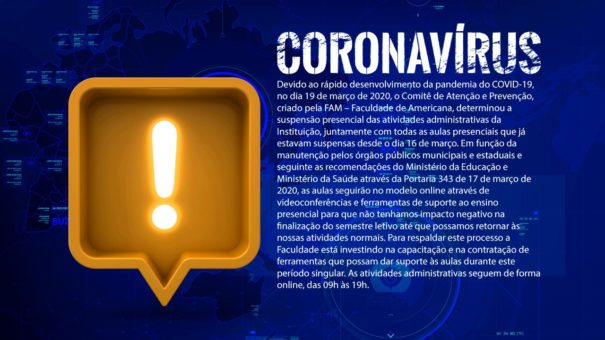 CORONAVÍRUS
Devido ao rápido desenvolvimento da pandemia do COVID-19,
no dia 19 de março de 2020, o Comitê de Atenção e Prevenção,
criado pela FAM – Faculdade de Americana, determinou a
suspensão presencial das atividades administrativas da
Instituição, juntamente com todas as aulas presenciais que já
estavam suspensas desde o dia 16 de março. Em função da
manutenção pelos órgãos públicos municipais e estaduais e
seguinte as recomendações do Ministério da Educação e
Ministério da Saúde através da Portaria 343 de 17 de março de
2020, as aulas seguirão no modelo online através de
videoconferências e ferramentas de suporte ao ensino
presencial para que não tenhamos impacto negativo na
finalização do semestre letivo até que possamos retornar às
nossas atividades normais. Para respaldar este processo a
Faculdade está investindo na capacitação e na contratação de
ferramentas que possam dar suporte às aulas durante este
período singular. As atividades administrativas seguem de forma
online, das 09h às 19h.